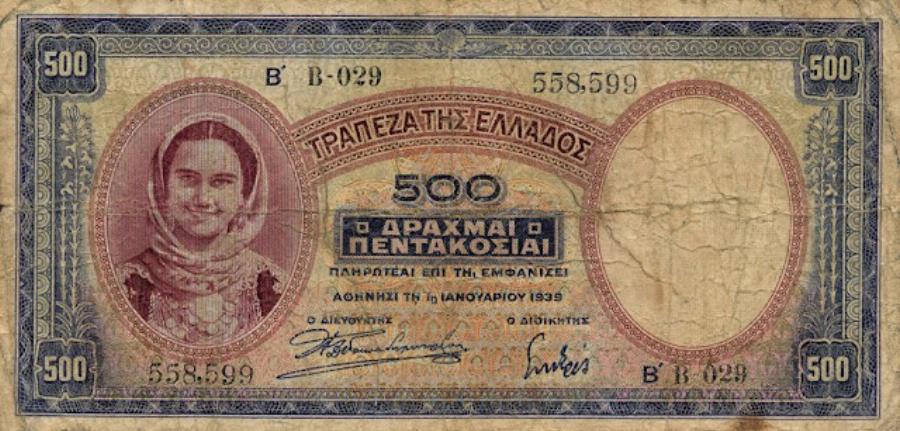 500 Β΄ Β-029 558,599 500
ΤΡΑΠΕΖΑ ΤΗΣ ΕΛΛΑΔΟΣ
500
ΔΡΑΧΜΑΙ
ΠΕΝΤΑΚΟΣΙΑΙ
ΠΛΗΡΩΤΕΑΙ ΕΠΙ ΤΗι ΕΜΦΑΝΙΣΕΙ
ΑΘΗΝΗΣΙ ΤΗ 1η ΙΑΝΟΥΑΡΙΟΥ 1939
Ο ΔΙΕΥΘΥΝΤΗΣ Ο ΔΙΟΙΚΗΤΗΣ
500 558,599 Β΄ Β-029 500